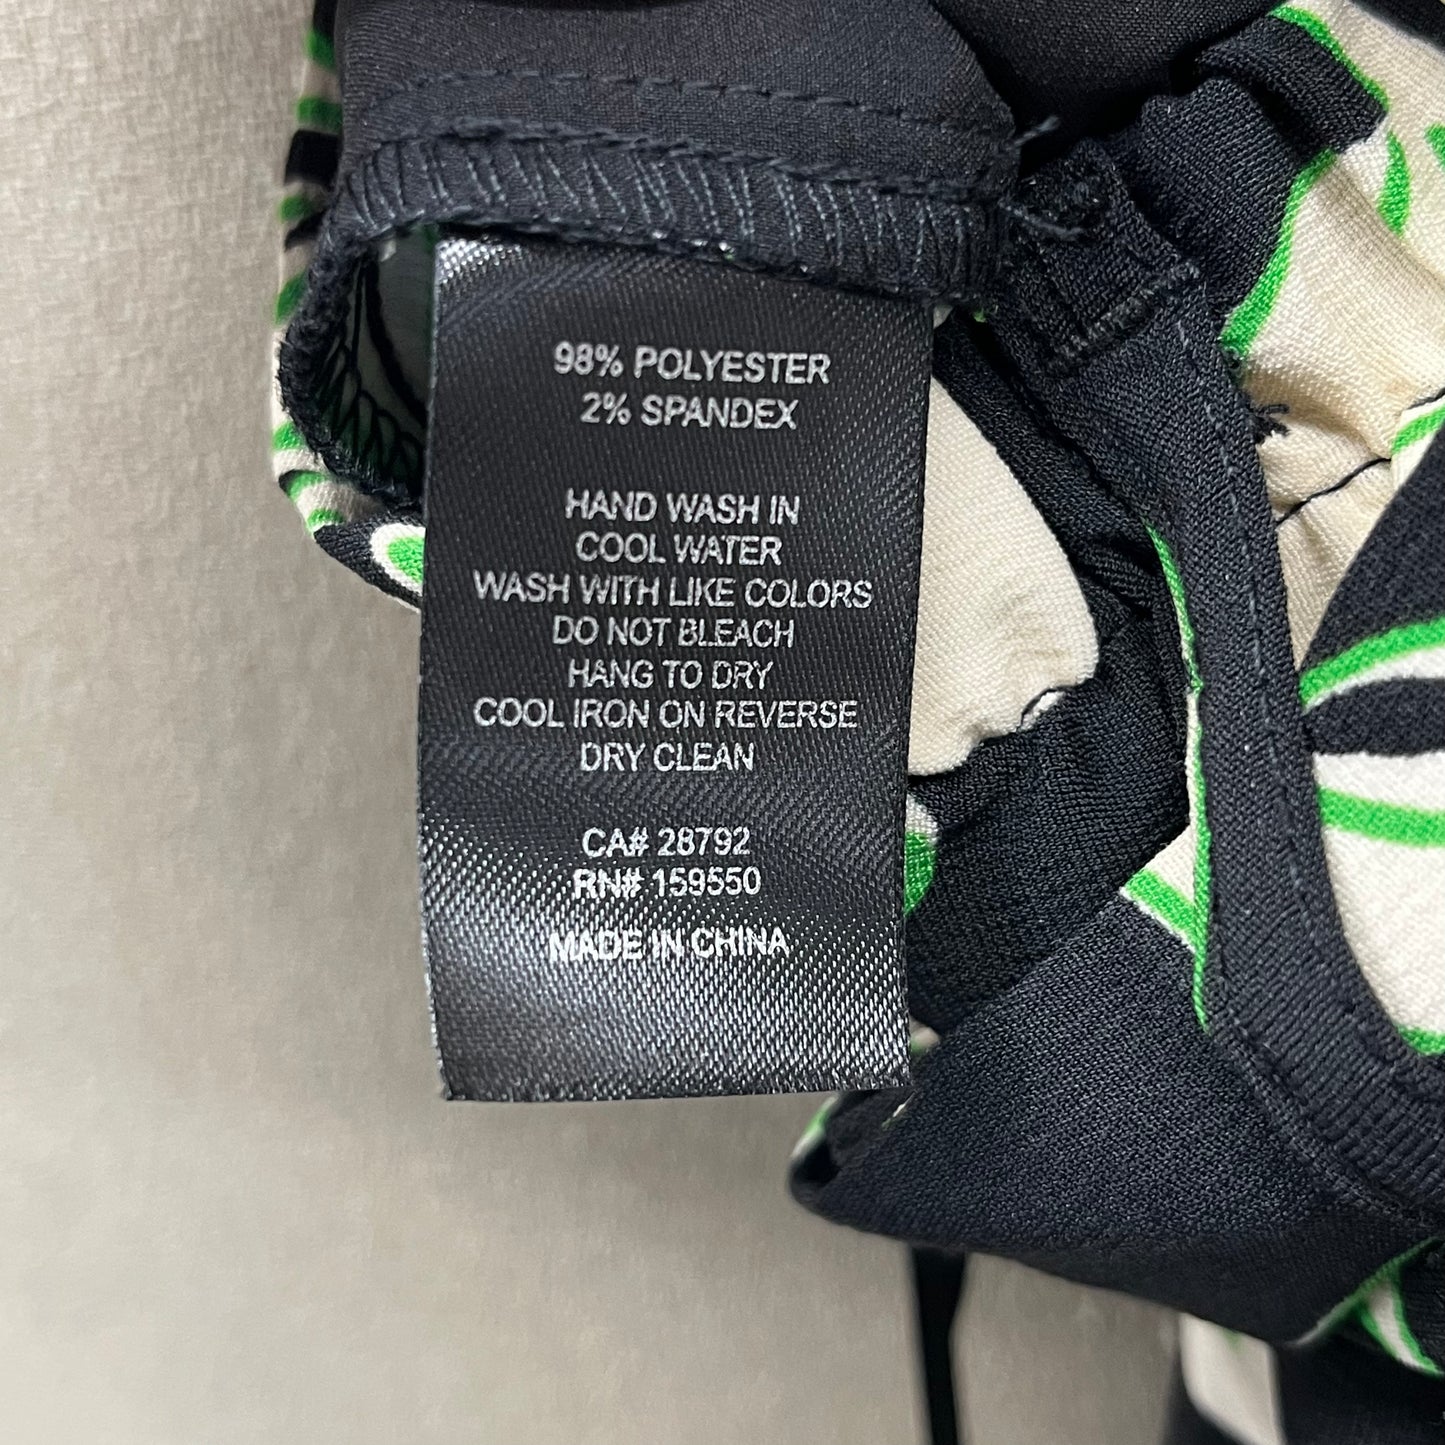 98% POLYESTER
2% SPANDEX
HAND WASH IN
COOL WATER
WASH WITH LIKE COLORS
DO NOT BLEACH
HANG TO DRY
COOL IRON ON REVERSE
DRY CLEAN
CA# 28792
RN# 159550
MADE IN CHINA